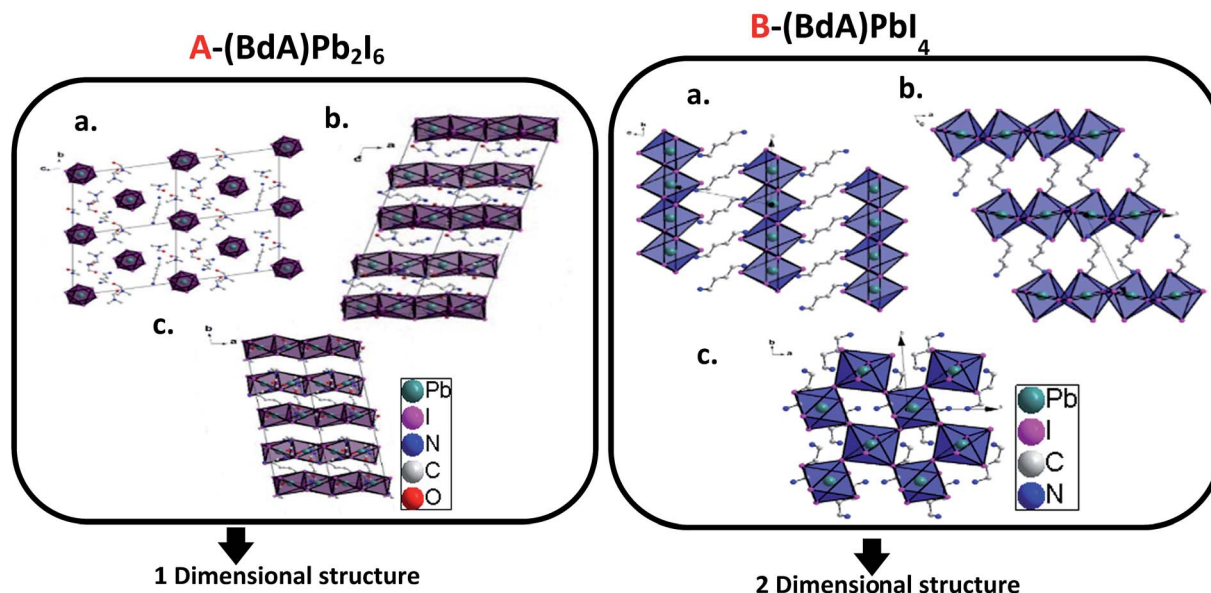 A-(BdA)Pb₂I₆
a.
b.
c.
Pb
I
N
C
O
1 Dimensional structure
B-(BdA)PbI₄
a.
b.
c.
Pb
I
C
N
2 Dimensional structure